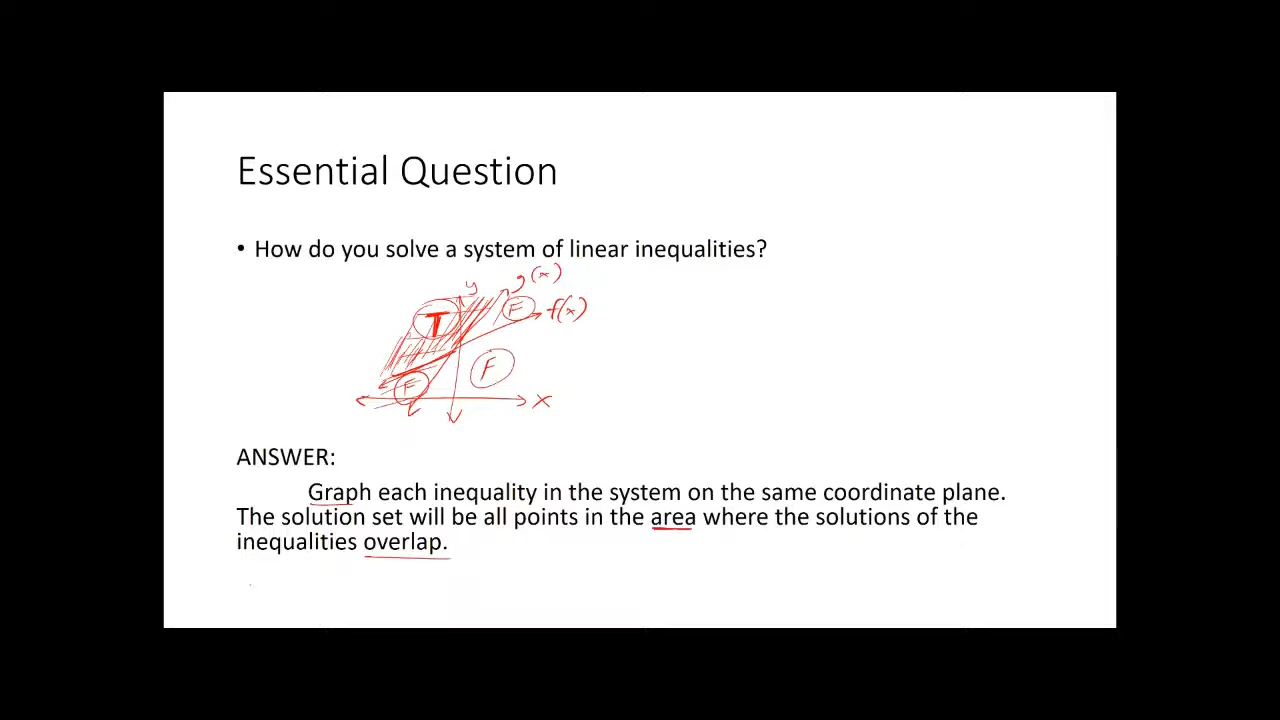 Essential Question
• How do you solve a system of linear inequalities?
y g(x)
T F f(x)
F
F
x
ANSWER:
Graph each inequality in the system on the same coordinate plane.
The solution set will be all points in the area where the solutions of the
inequalities overlap.